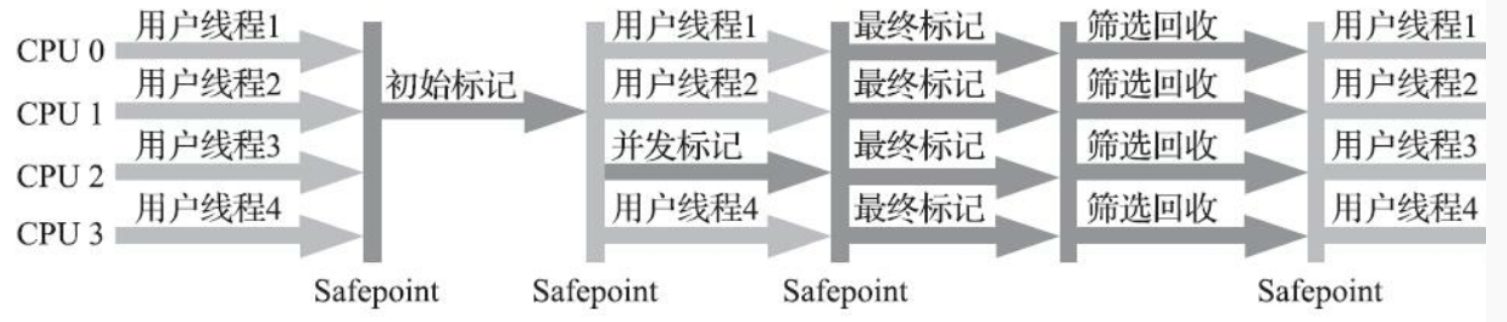 用户线程1 用户线程1 最终标记 筛选回收 用户线程1
CPU 0
用户线程2 初始标记 用户线程2 最终标记 筛选回收 用户线程2
CPU 1
用户线程3 并发标记 最终标记 筛选回收 用户线程3
CPU 2
用户线程4 用户线程4 最终标记 筛选回收 用户线程4
CPU 3
Safepoint Safepoint Safepoint Safepoint